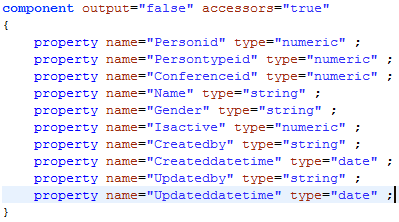 component output="false" accessors="true"
{
property name="Personid" type="numeric" ;
property name="Persontypeid" type="numeric" ;
property name="Conferenceid" type="numeric" ;
property name="Name" type="string" ;
property name="Gender" type="string" ;
property name="Isactive" type="numeric" ;
property name="Createdby" type="string" ;
property name="Createddatetime" type="date" ;
property name="Updatedby" type="string" ;
property name="Updateddatetime" type="date" ;
}